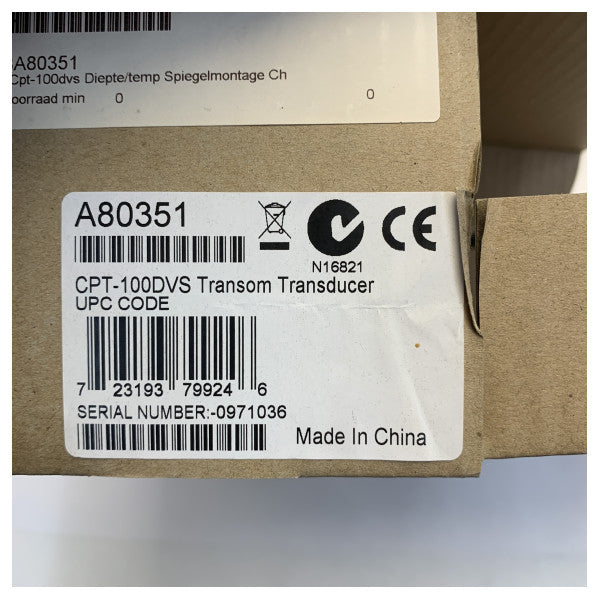 A80351
Cpt-100dvs Diepte/temp Spiegelmontage Ch
oorraad min 0 0
A80351
N16821
CE
CPT-100DVS Transom Transducer
UPC CODE
7 23193 79924 6
SERIAL NUMBER:-0971036
Made In China